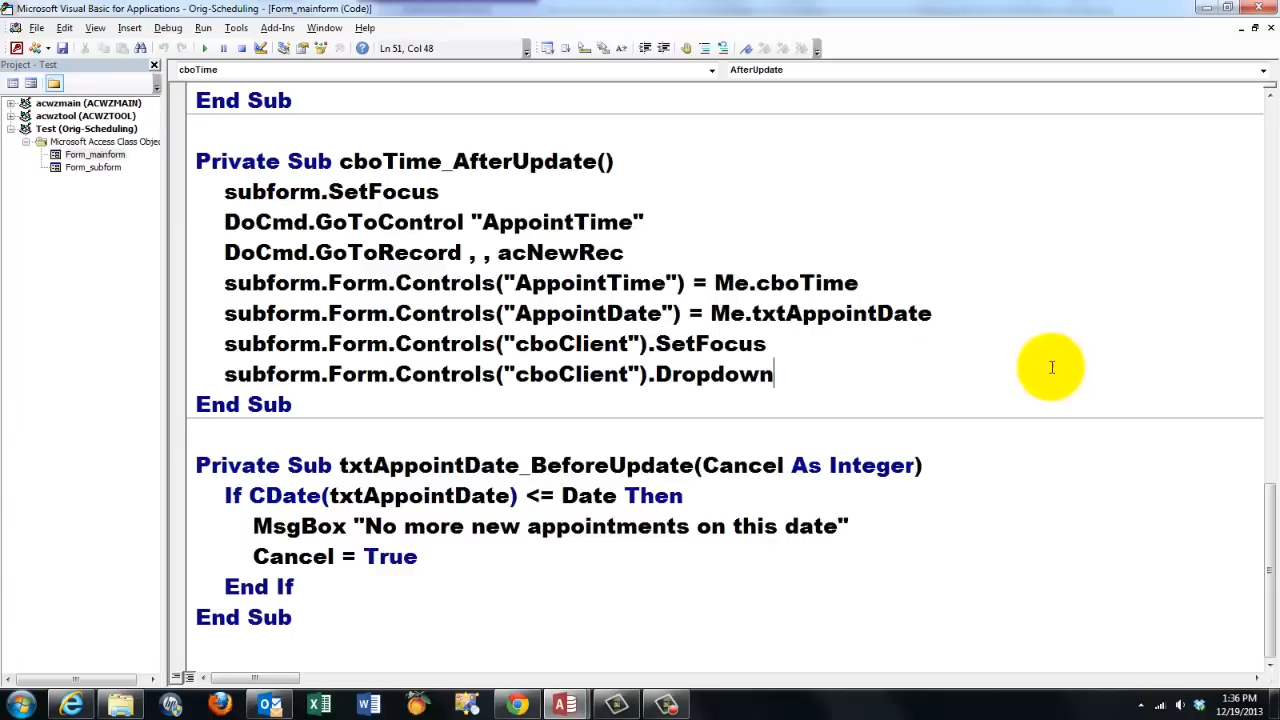 Microsoft Visual Basic for Applications - Orig-Scheduling - [Form_mainform (Code)]
File Edit View Insert Format Debug Run Tools Add-Ins Window Help
Ln 51, Col 48
Project - Test
cboTime
AfterUpdate
acwzmain (ACWZMAIN)
acwztool (ACWZTOOL)
Test (Orig-Scheduling)
Microsoft Access Class Objec
Form_mainform
Form_subform
End Sub
Private Sub cboTime_AfterUpdate()
subform.SetFocus
DoCmd.GoToControl "AppointTime"
DoCmd.GoToRecord , , acNewRec
subform.Form.Controls("AppointTime") = Me.cboTime
subform.Form.Controls("AppointDate") = Me.txtAppointDate
subform.Form.Controls("cboClient").SetFocus
subform.Form.Controls("cboClient").Dropdown
End Sub
Private Sub txtAppointDate_BeforeUpdate(Cancel As Integer)
If CDate(txtAppointDate) <= Date Then
MsgBox "No more new appointments on this date"
Cancel = True
End If
End Sub
1:36 PM
12/19/2013